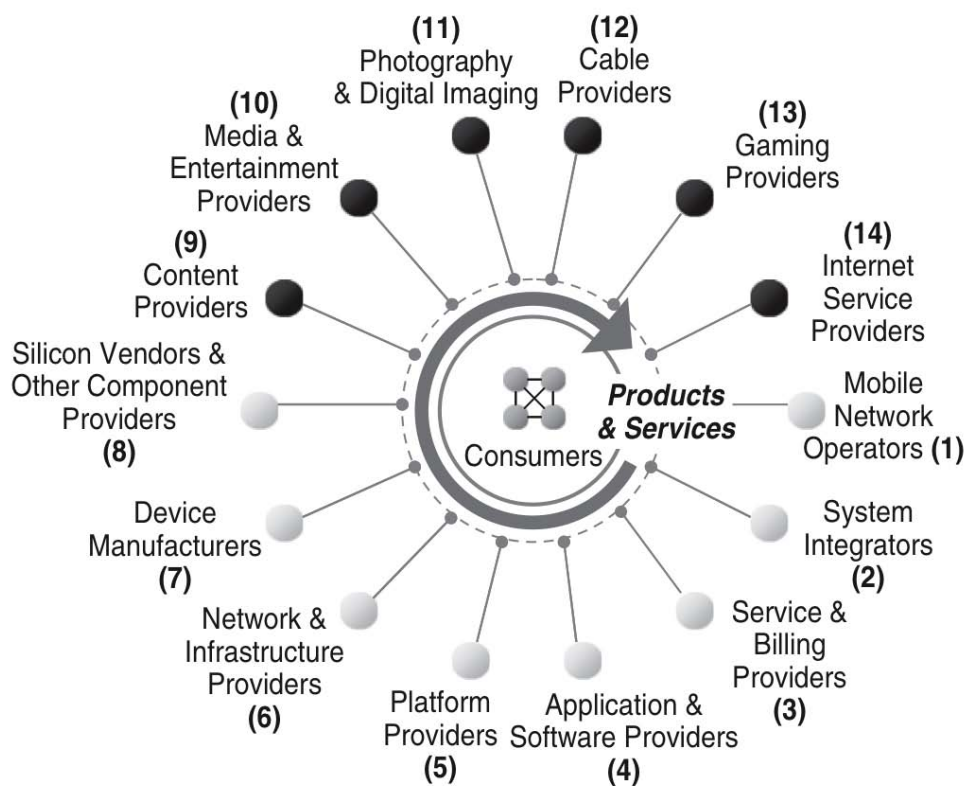 (11)
Photography
& Digital Imaging
(12)
Cable
Providers
(10)
Media &
Entertainment
Providers
(13)
Gaming
Providers
(9)
Content
Providers
(14)
Internet
Service
Providers
Silicon Vendors &
Other Component
Providers
(8)
Products
& Services
Consumers
Mobile
Network
Operators (1)
Device
Manufacturers
(7)
System
Integrators
(2)
Network &
Infrastructure
Providers
(6)
Service &
Billing
Providers
(3)
Platform
Providers
(5)
Application &
Software Providers
(4)